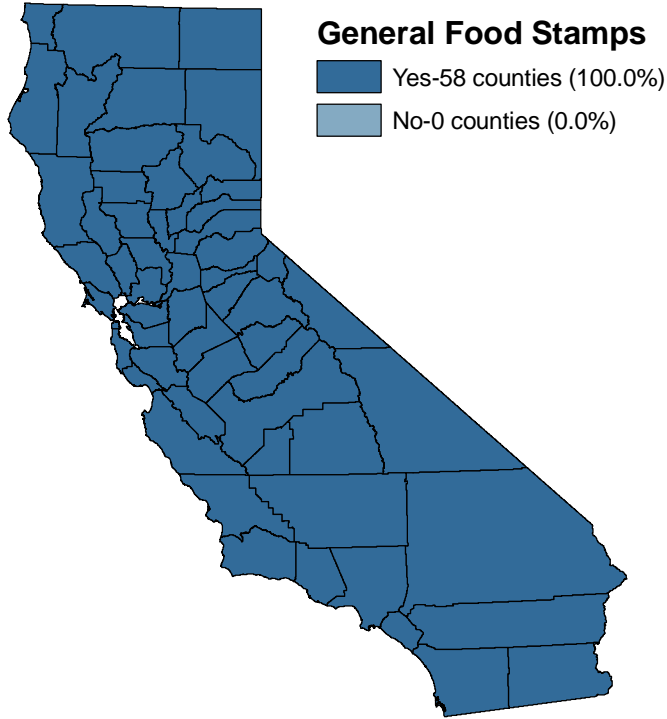 General Food Stamps
Yes-58 counties (100.0%)
No-0 counties (0.0%)